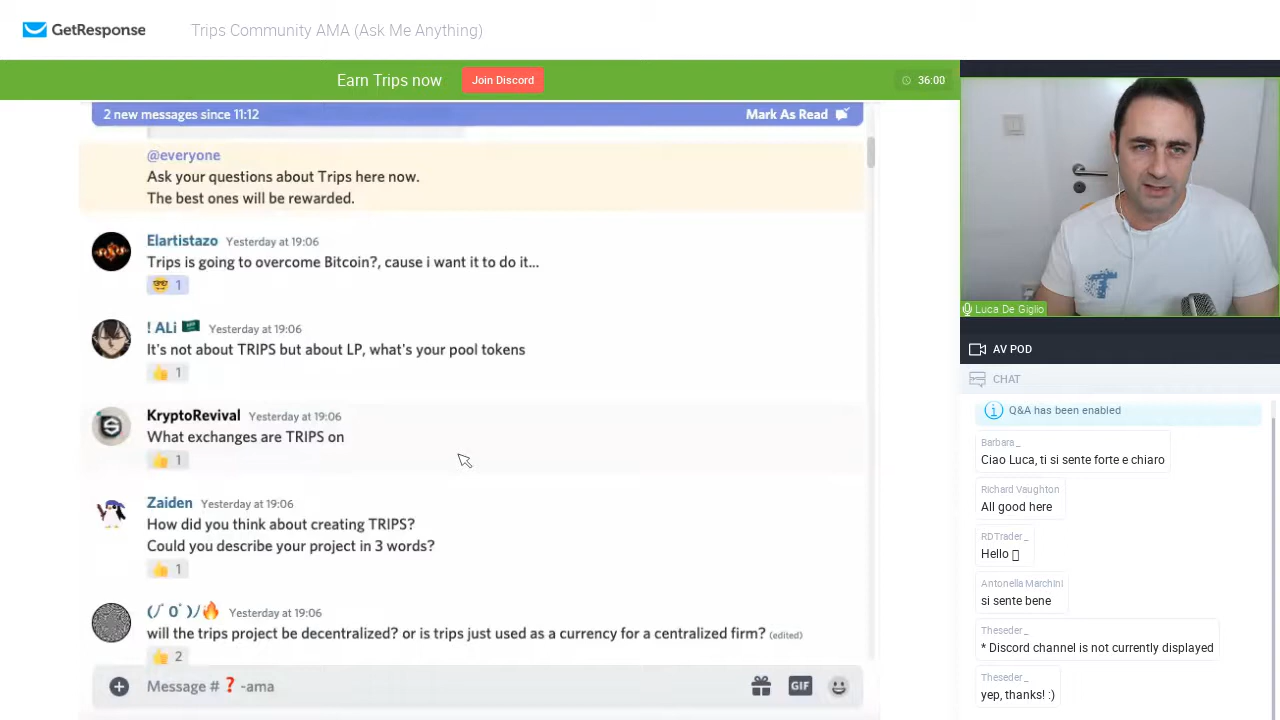 GetResponse
Trips Community AMA (Ask Me Anything)
Earn Trips now
Join Discord
36:00
2 new messages since 11:12
Mark As Read
@everyone
Ask your questions about Trips here now.
The best ones will be rewarded.
Elartistazo Yesterday at 19:06
Trips is going to overcome Bitcoin?, cause i want it to do it...
1
! ALi Yesterday at 19:06
It's not about TRIPS but about LP, what's your pool tokens
1
KryptoRevival Yesterday at 19:06
What exchanges are TRIPS on
1
Zaiden Yesterday at 19:06
How did you think about creating TRIPS?
Could you describe your project in 3 words?
1
(ﾉﾟ0ﾟ)ﾉ🔥 Yesterday at 19:06
will the trips project be decentralized? or is trips just used as a currency for a centralized firm? (edited)
2
Message #❓-ama
GIF
Luca De Giglio
AV POD
CHAT
Q&A has been enabled
Barbara _
Ciao Luca, ti si sente forte e chiaro
Richard Vaughton
All good here
RDTrader _
Hello
Antonella Marchini
si sente bene
Theseder _
* Discord channel is not currently displayed
Theseder _
yep, thanks! :)